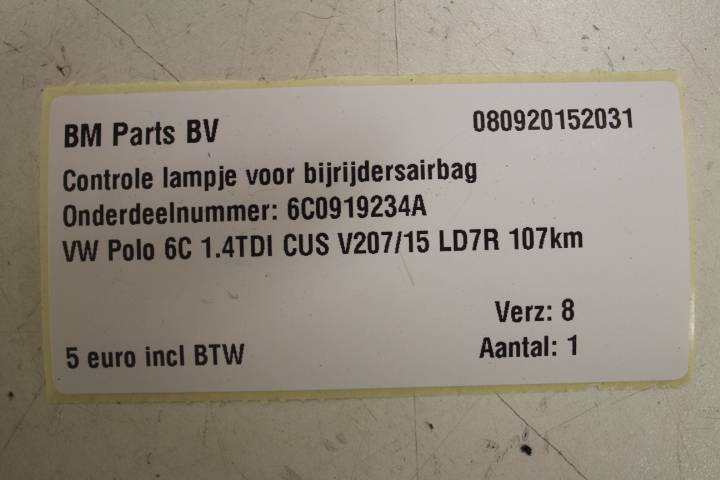 BM Parts BV 080920152031
Controle lampje voor bijrijdersairbag
Onderdeelnummer: 6C0919234A
VW Polo 6C 1.4TDI CUS V207/15 LD7R 107km
Verz: 8
5 euro incl BTW Aantal: 1